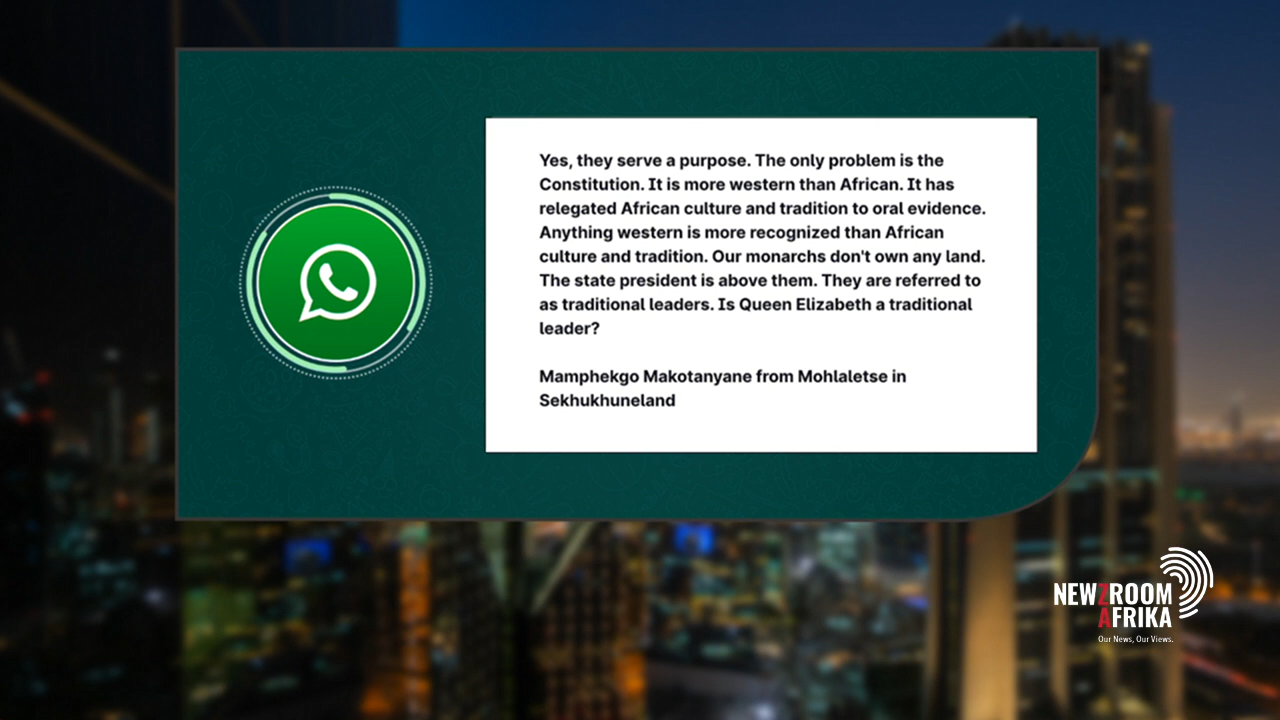 Yes, they serve a purpose. The only problem is the
Constitution. It is more western than African. It has
relegated African culture and tradition to oral evidence.
Anything western is more recognized than African
culture and tradition. Our monarchs don't own any land.
The state president is above them. They are referred to
as traditional leaders. Is Queen Elizabeth a traditional
leader?
Mamphekgo Makotanyane from Mohlaletse in
Sekhukhuneland
NEWZROOM
AFRIKA
Our News, Our Views.